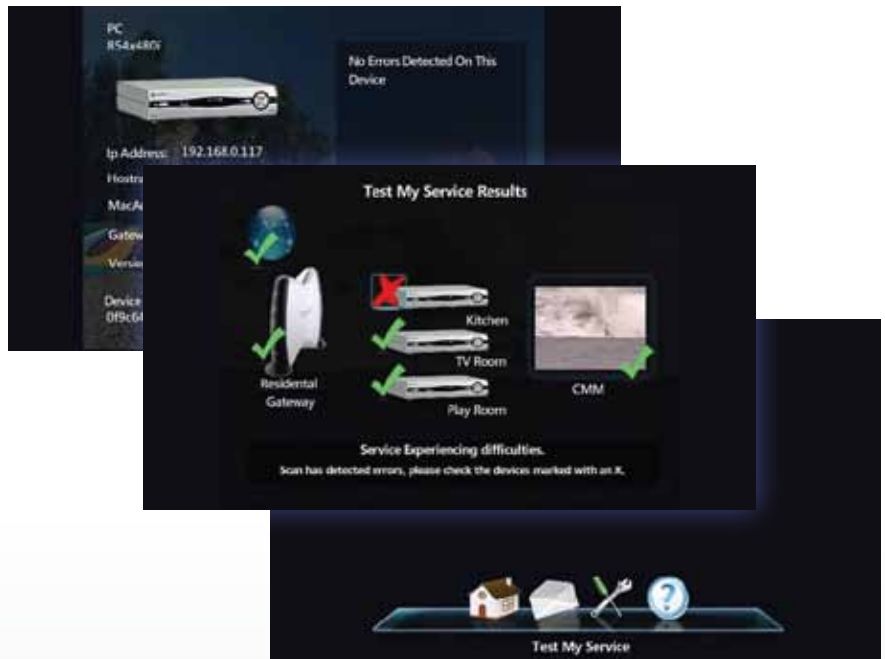 PC
854x480i
No Errors Detected On This
Device
Ip Address: 192.168.0.117
Test My Service Results
Kitchen
TV Room
Play Room
Residental
Gateway
CMM
Service Experiencing difficulties.
Scan has detected errors, please check the devices marked with an X.
Device
Test My Service